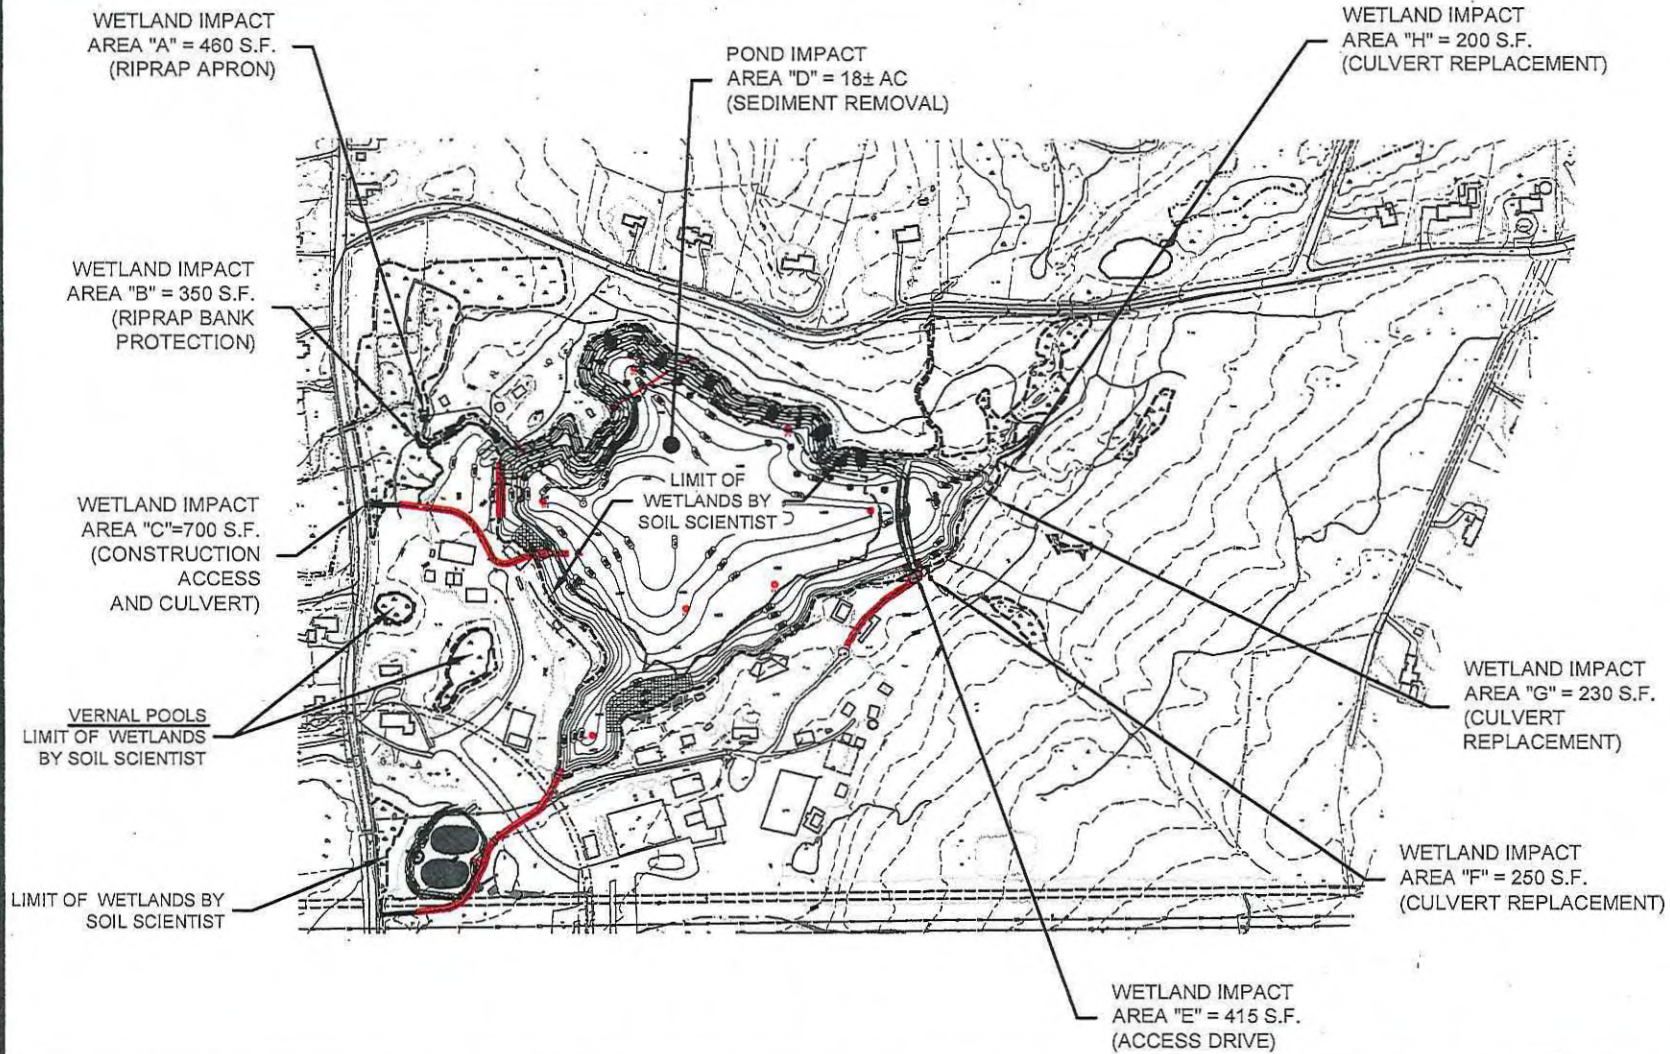 WETLAND IMPACT
AREA "A" = 460 S.F.
(RIPRAP APRON)
POND IMPACT
AREA "D" = 18± AC
(SEDIMENT REMOVAL)
WETLAND IMPACT
AREA "H" = 200 S.F.
(CULVERT REPLACEMENT)
WETLAND IMPACT
AREA "B" = 350 S.F.
(RIPRAP BANK
PROTECTION)
LIMIT OF
WETLANDS BY
SOIL SCIENTIST
WETLAND IMPACT
AREA "C"=700 S.F.
(CONSTRUCTION
ACCESS
AND CULVERT)
VERNAL POOLS
LIMIT OF WETLANDS
BY SOIL SCIENTIST
WETLAND IMPACT
AREA "G" = 230 S.F.
(CULVERT
REPLACEMENT)
LIMIT OF WETLANDS BY
SOIL SCIENTIST
WETLAND IMPACT
AREA "F" = 250 S.F.
(CULVERT REPLACEMENT)
WETLAND IMPACT
AREA "E" = 415 S.F.
(ACCESS DRIVE)